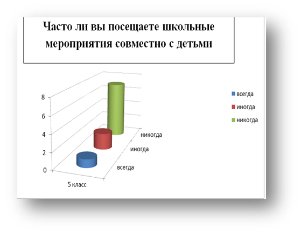 Часто ли вы посещаете школьные
мероприятия совместно с детьми
8
6
4
2
0
никогда
иногда
всегда
5 класс
всегда
иногда
никогда